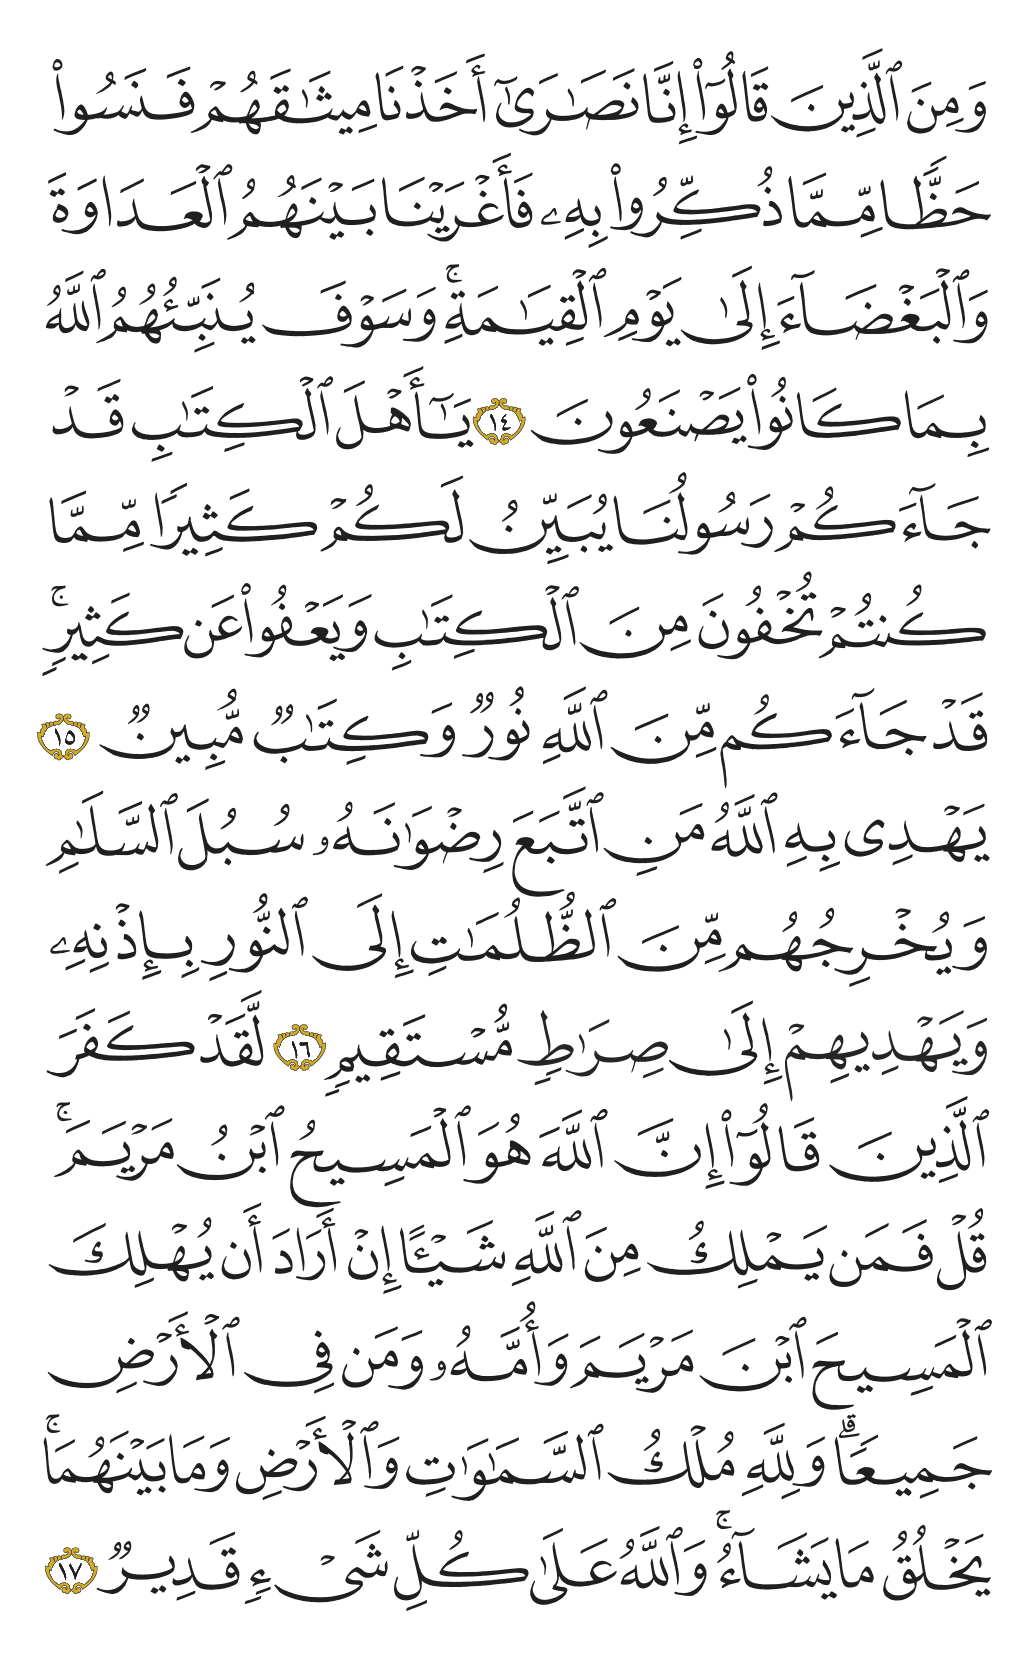 وَمِنَ ٱلَّذِينَ قَالُوٓا۟ إِنَّا نَصَـٰرَىٰٓ أَخَذْنَا مِيثَـٰقَهُمْ فَنَسُوا۟
حَظًّا مِّمَّا ذُكِّرُوا۟ بِهِۦ فَأَغْرَيْنَا بَيْنَهُمُ ٱلْعَدَاوَةَ
وَٱلْبَغْضَآءَ إِلَىٰ يَوْمِ ٱلْقِيَـٰمَةِ ۚ وَسَوْفَ يُنَبِّئُهُمُ ٱللَّهُ
بِمَا كَانُوا۟ يَصْنَعُونَ ١٤ يَـٰٓأَهْلَ ٱلْكِتَـٰبِ قَدْ
جَآءَكُمْ رَسُولُنَا يُبَيِّنُ لَكُمْ كَثِيرًا مِّمَّا
كُنتُمْ تُخْفُونَ مِنَ ٱلْكِتَـٰبِ وَيَعْفُوا۟ عَن كَثِيرٍ ۚ
قَدْ جَآءَكُم مِّنَ ٱللَّهِ نُورٌ وَكِتَـٰبٌ مُّبِينٌ ١٥
يَهْدِى بِهِ ٱللَّهُ مَنِ ٱتَّبَعَ رِضْوَٰنَهُۥ سُبُلَ ٱلسَّلَـٰمِ
وَيُخْرِجُهُم مِّنَ ٱلظُّلُمَـٰتِ إِلَى ٱلنُّورِ بِإِذْنِهِۦ
وَيَهْدِيهِمْ إِلَىٰ صِرَٰطٍ مُّسْتَقِيمٍ ١٦ لَّقَدْ كَفَرَ
ٱلَّذِينَ قَالُوٓا۟ إِنَّ ٱللَّهَ هُوَ ٱلْمَسِيحُ ٱبْنُ مَرْيَمَ ۚ
قُلْ فَمَن يَمْلِكُ مِنَ ٱللَّهِ شَيْـًٔا إِنْ أَرَادَ أَن يُهْلِكَ
ٱلْمَسِيحَ ٱبْنَ مَرْيَمَ وَأُمَّهُۥ وَمَن فِى ٱلْأَرْضِ
جَمِيعًا ۗ وَلِلَّهِ مُلْكُ ٱلسَّمَـٰوَٰتِ وَٱلْأَرْضِ وَمَا بَيْنَهُمَا ۚ
يَخْلُقُ مَا يَشَآءُ ۚ وَٱللَّهُ عَلَىٰ كُلِّ شَىْءٍ قَدِيرٌ ١٧